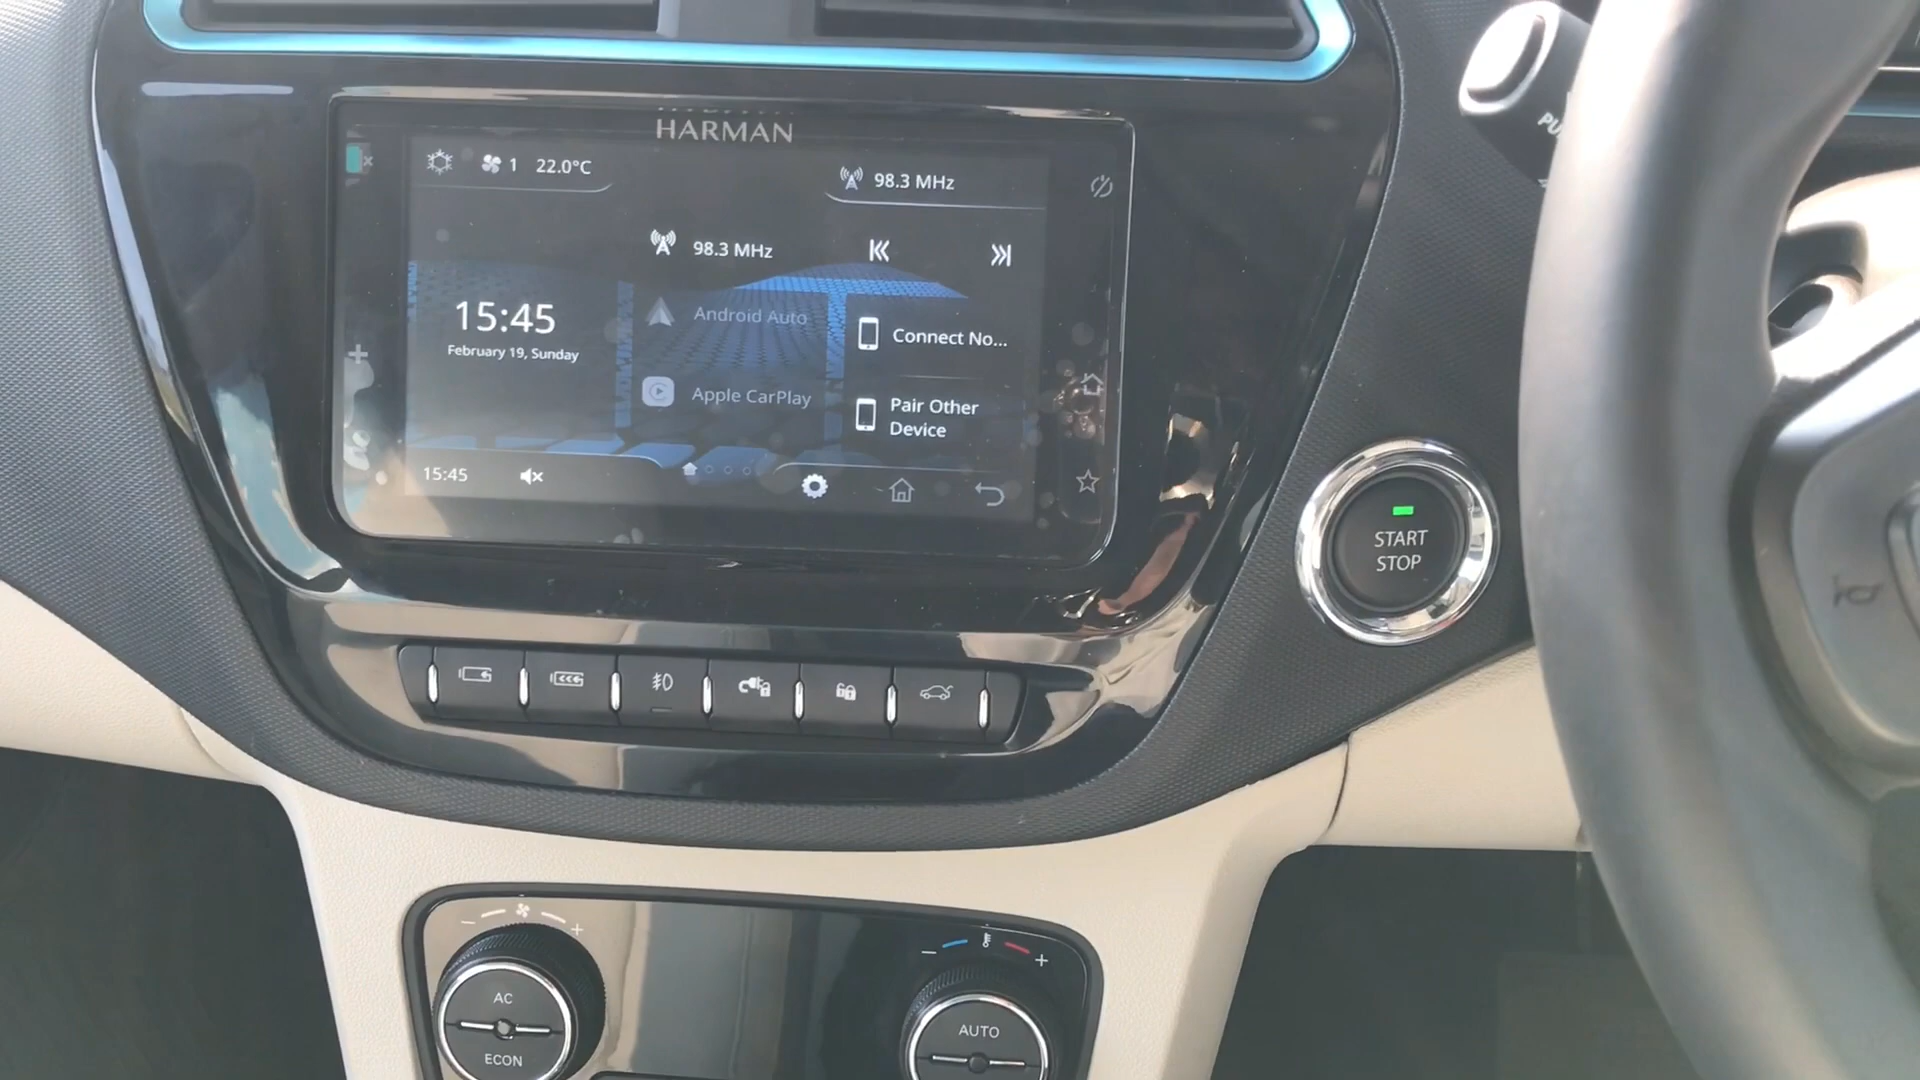 HARMAN
1 22.0°C
98.3 MHz
98.3 MHz
15:45
February 19, Sunday
Android Auto
Apple CarPlay
Connect No...
Pair Other
Device
15:45
START
STOP
AC
ECON
AUTO